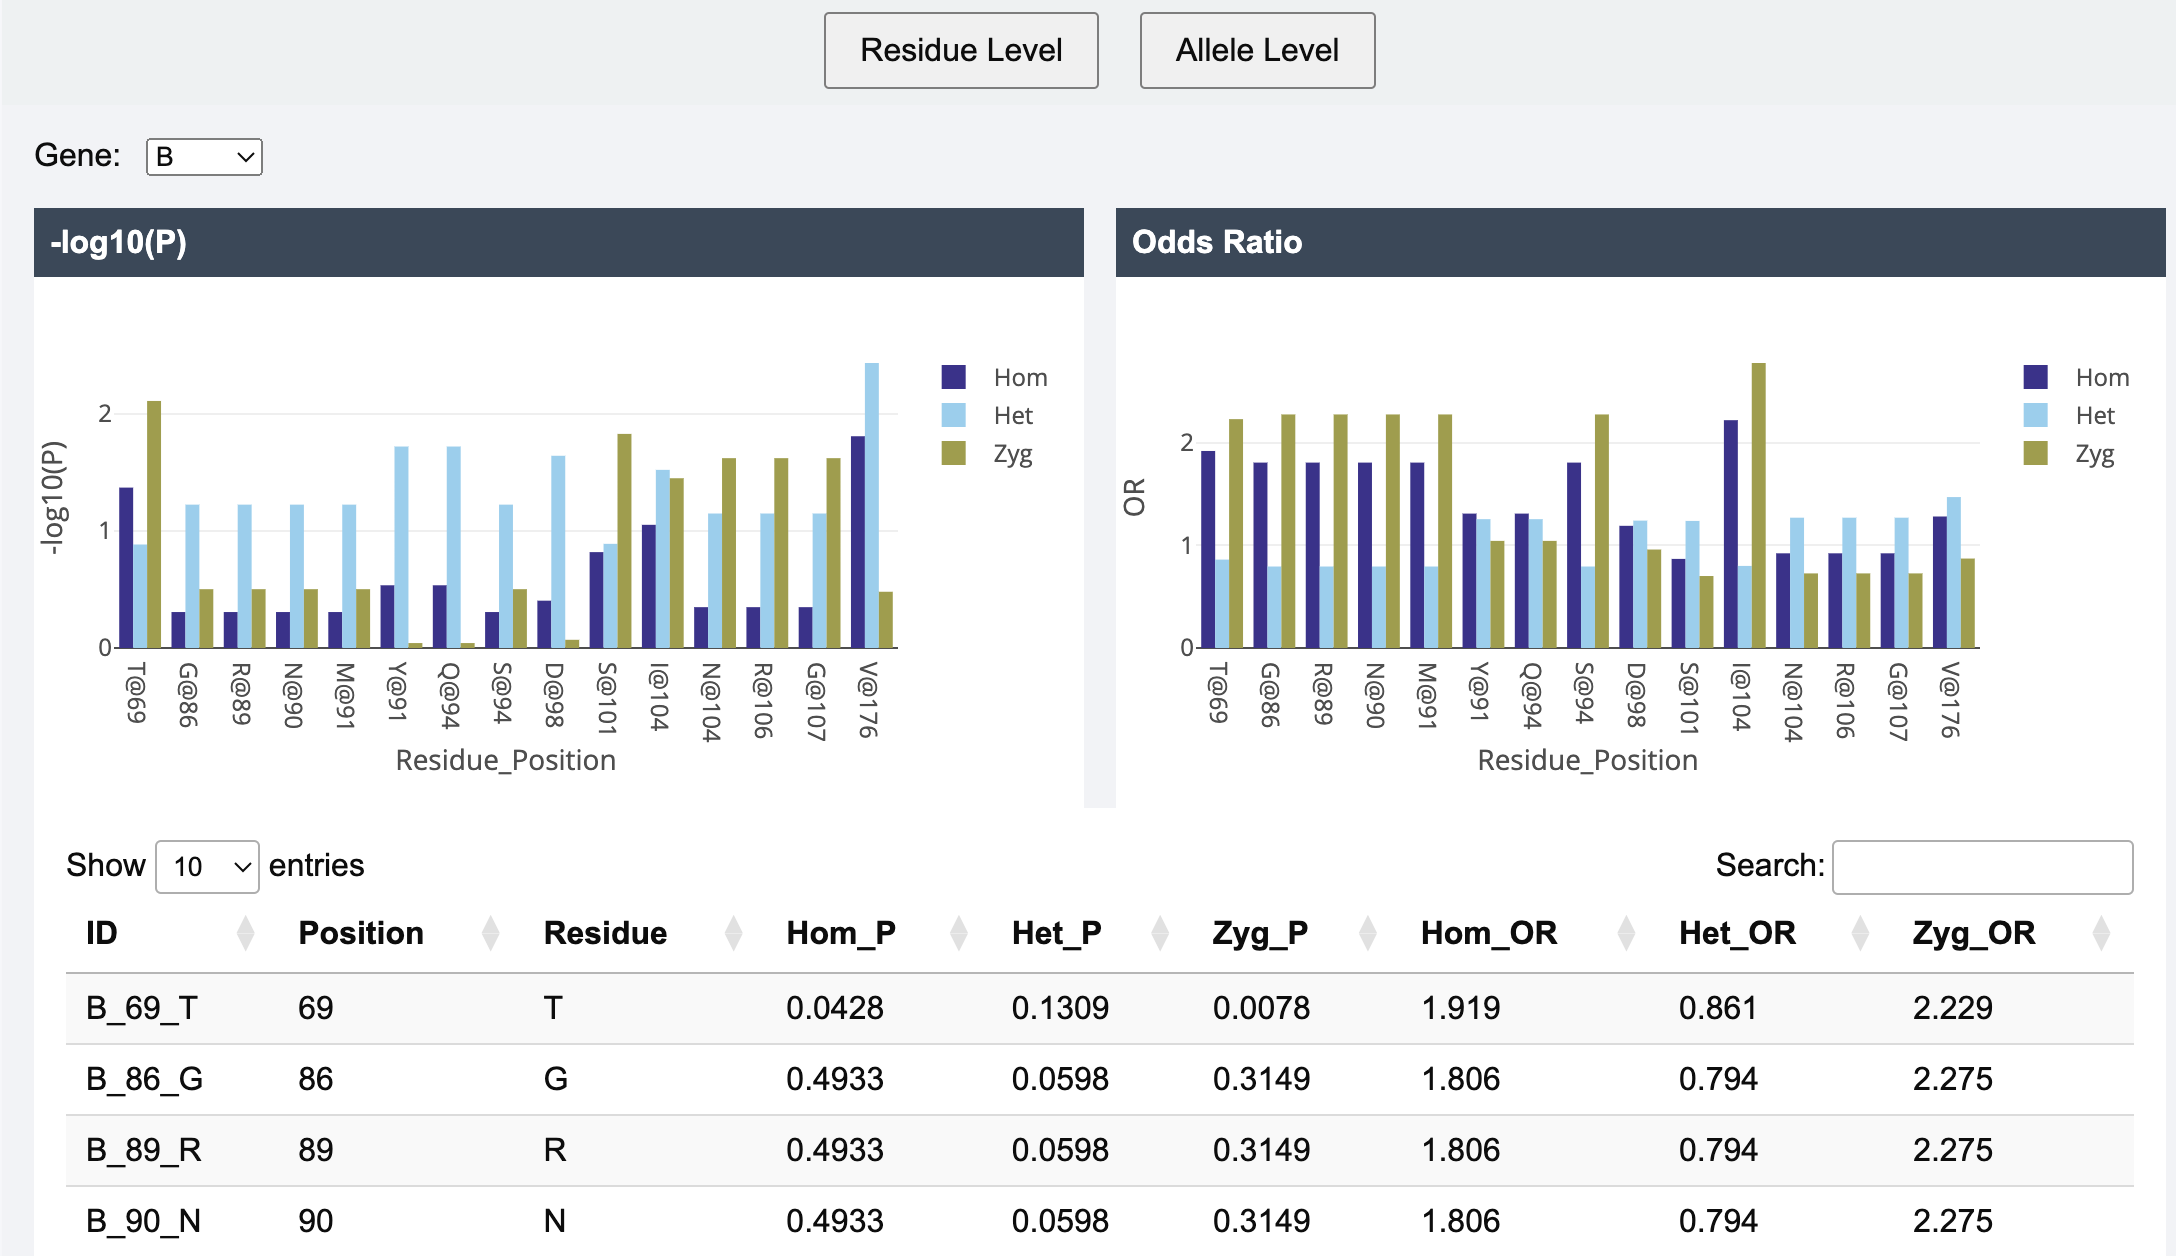 Residue Level Allele Level
Gene: B
-log10(P)
Hom
Het
Zyg
2
1
0
-log10(P)
T@69 G@86 R@89 N@90 M@91 Y@91 Q@94 S@94 D@98 S@101 I@104 N@104 R@106 G@107 V@176
Residue_Position
Odds Ratio
Hom
Het
Zyg
2
1
0
OR
T@69 G@86 R@89 N@90 M@91 Y@91 Q@94 S@94 D@98 S@101 I@104 N@104 R@106 G@107 V@176
Residue_Position
Show 10 entries Search:
ID Position Residue Hom_P Het_P Zyg_P Hom_OR Het_OR Zyg_OR
B_69_T 69 T 0.0428 0.1309 0.0078 1.919 0.861 2.229
B_86_G 86 G 0.4933 0.0598 0.3149 1.806 0.794 2.275
B_89_R 89 R 0.4933 0.0598 0.3149 1.806 0.794 2.275
B_90_N 90 N 0.4933 0.0598 0.3149 1.806 0.794 2.275